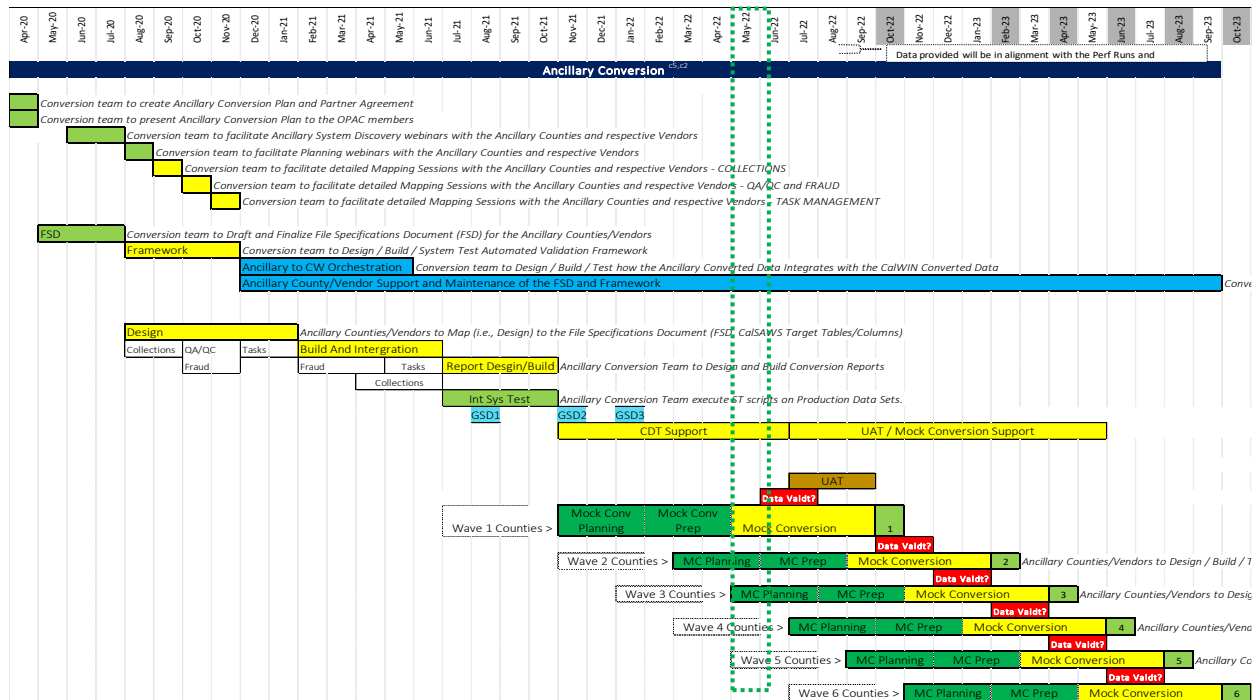 Apr-20 May-20 Jun-20 Jul-20 Aug-20 Sep-20 Oct-20 Nov-20 Dec-20 Jan-21 Feb-21 Mar-21 Apr-21 May-21 Jun-21 Jul-21 Aug-21 Sep-21 Oct-21 Nov-21 Dec-21 Jan-22 Feb-22 Mar-22 Apr-22 May-22 Jun-22 Jul-22 Aug-22 Sep-22 Oct-22 Nov-22 Dec-22 Jan-23 Feb-23 Mar-23 Apr-23 May-23 Jun-23 Jul-23 Aug-23 Sep-23 Oct-23
Data provided will be in alignment with the Perf Runs and
Ancillary Conversion c5,c2
Conversion team to create Ancillary Conversion Plan and Partner Agreement
Conversion team to present Ancillary Conversion Plan to the OPAC members
Conversion team to facilitate Ancillary System Discovery webinars with the Ancillary Counties and respective Vendors
Conversion team to facilitate Planning webinars with the Ancillary Counties and respective Vendors
Conversion team to facilitate detailed Mapping Sessions with the Ancillary Counties and respective Vendors - COLLECTIONS
Conversion team to facilitate detailed Mapping Sessions with the Ancillary Counties and respective Vendors - QA/QC and FRAUD
Conversion team to facilitate detailed Mapping Sessions with the Ancillary Counties and respective Vendors - TASK MANAGEMENT
FSD Conversion team to Draft and Finalize File Specifications Document (FSD) for the Ancillary Counties/Vendors
Framework Conversion team to Design / Build / System Test Automated Validation Framework
Ancillary to CW Orchestration Conversion team to Design / Build / Test how the Ancillary Converted Data Integrates with the CalWIN Converted Data
Ancillary County/Vendor Support and Maintenance of the FSD and Framework Conve
Design Ancillary Counties/Vendors to Map (i.e., Design) to the File Specifications Document (FSD, CalSAWS Target Tables/Columns)
Collections QA/QC Tasks Build And Intergration
Fraud Fraud Tasks Report Desgin/Build Ancillary Conversion Team to Design and Build Conversion Reports
Collections
Int Sys Test Ancillary Conversion Team execute ST scripts on Production Data Sets.
GSD1 GSD2 GSD3
CDT Support UAT / Mock Conversion Support
UAT
Data Valdt?
Wave 1 Counties > Mock Conv Planning Mock Conv Prep Mock Conversion 1
Data Valdt?
Wave 2 Counties > MC Planning MC Prep Mock Conversion 2 Ancillary Counties/Vendors to Design / Build / T
Data Valdt?
Wave 3 Counties > MC Planning MC Prep Mock Conversion 3 Ancillary Counties/Vendors to Desig
Data Valdt?
Wave 4 Counties > MC Planning MC Prep Mock Conversion 4 Ancillary Counties/Vend
Data Valdt?
Wave 5 Counties > MC Planning MC Prep Mock Conversion 5 Ancillary Co
Data Valdt?
Wave 6 Counties > MC Planning MC Prep Mock Conversion 6